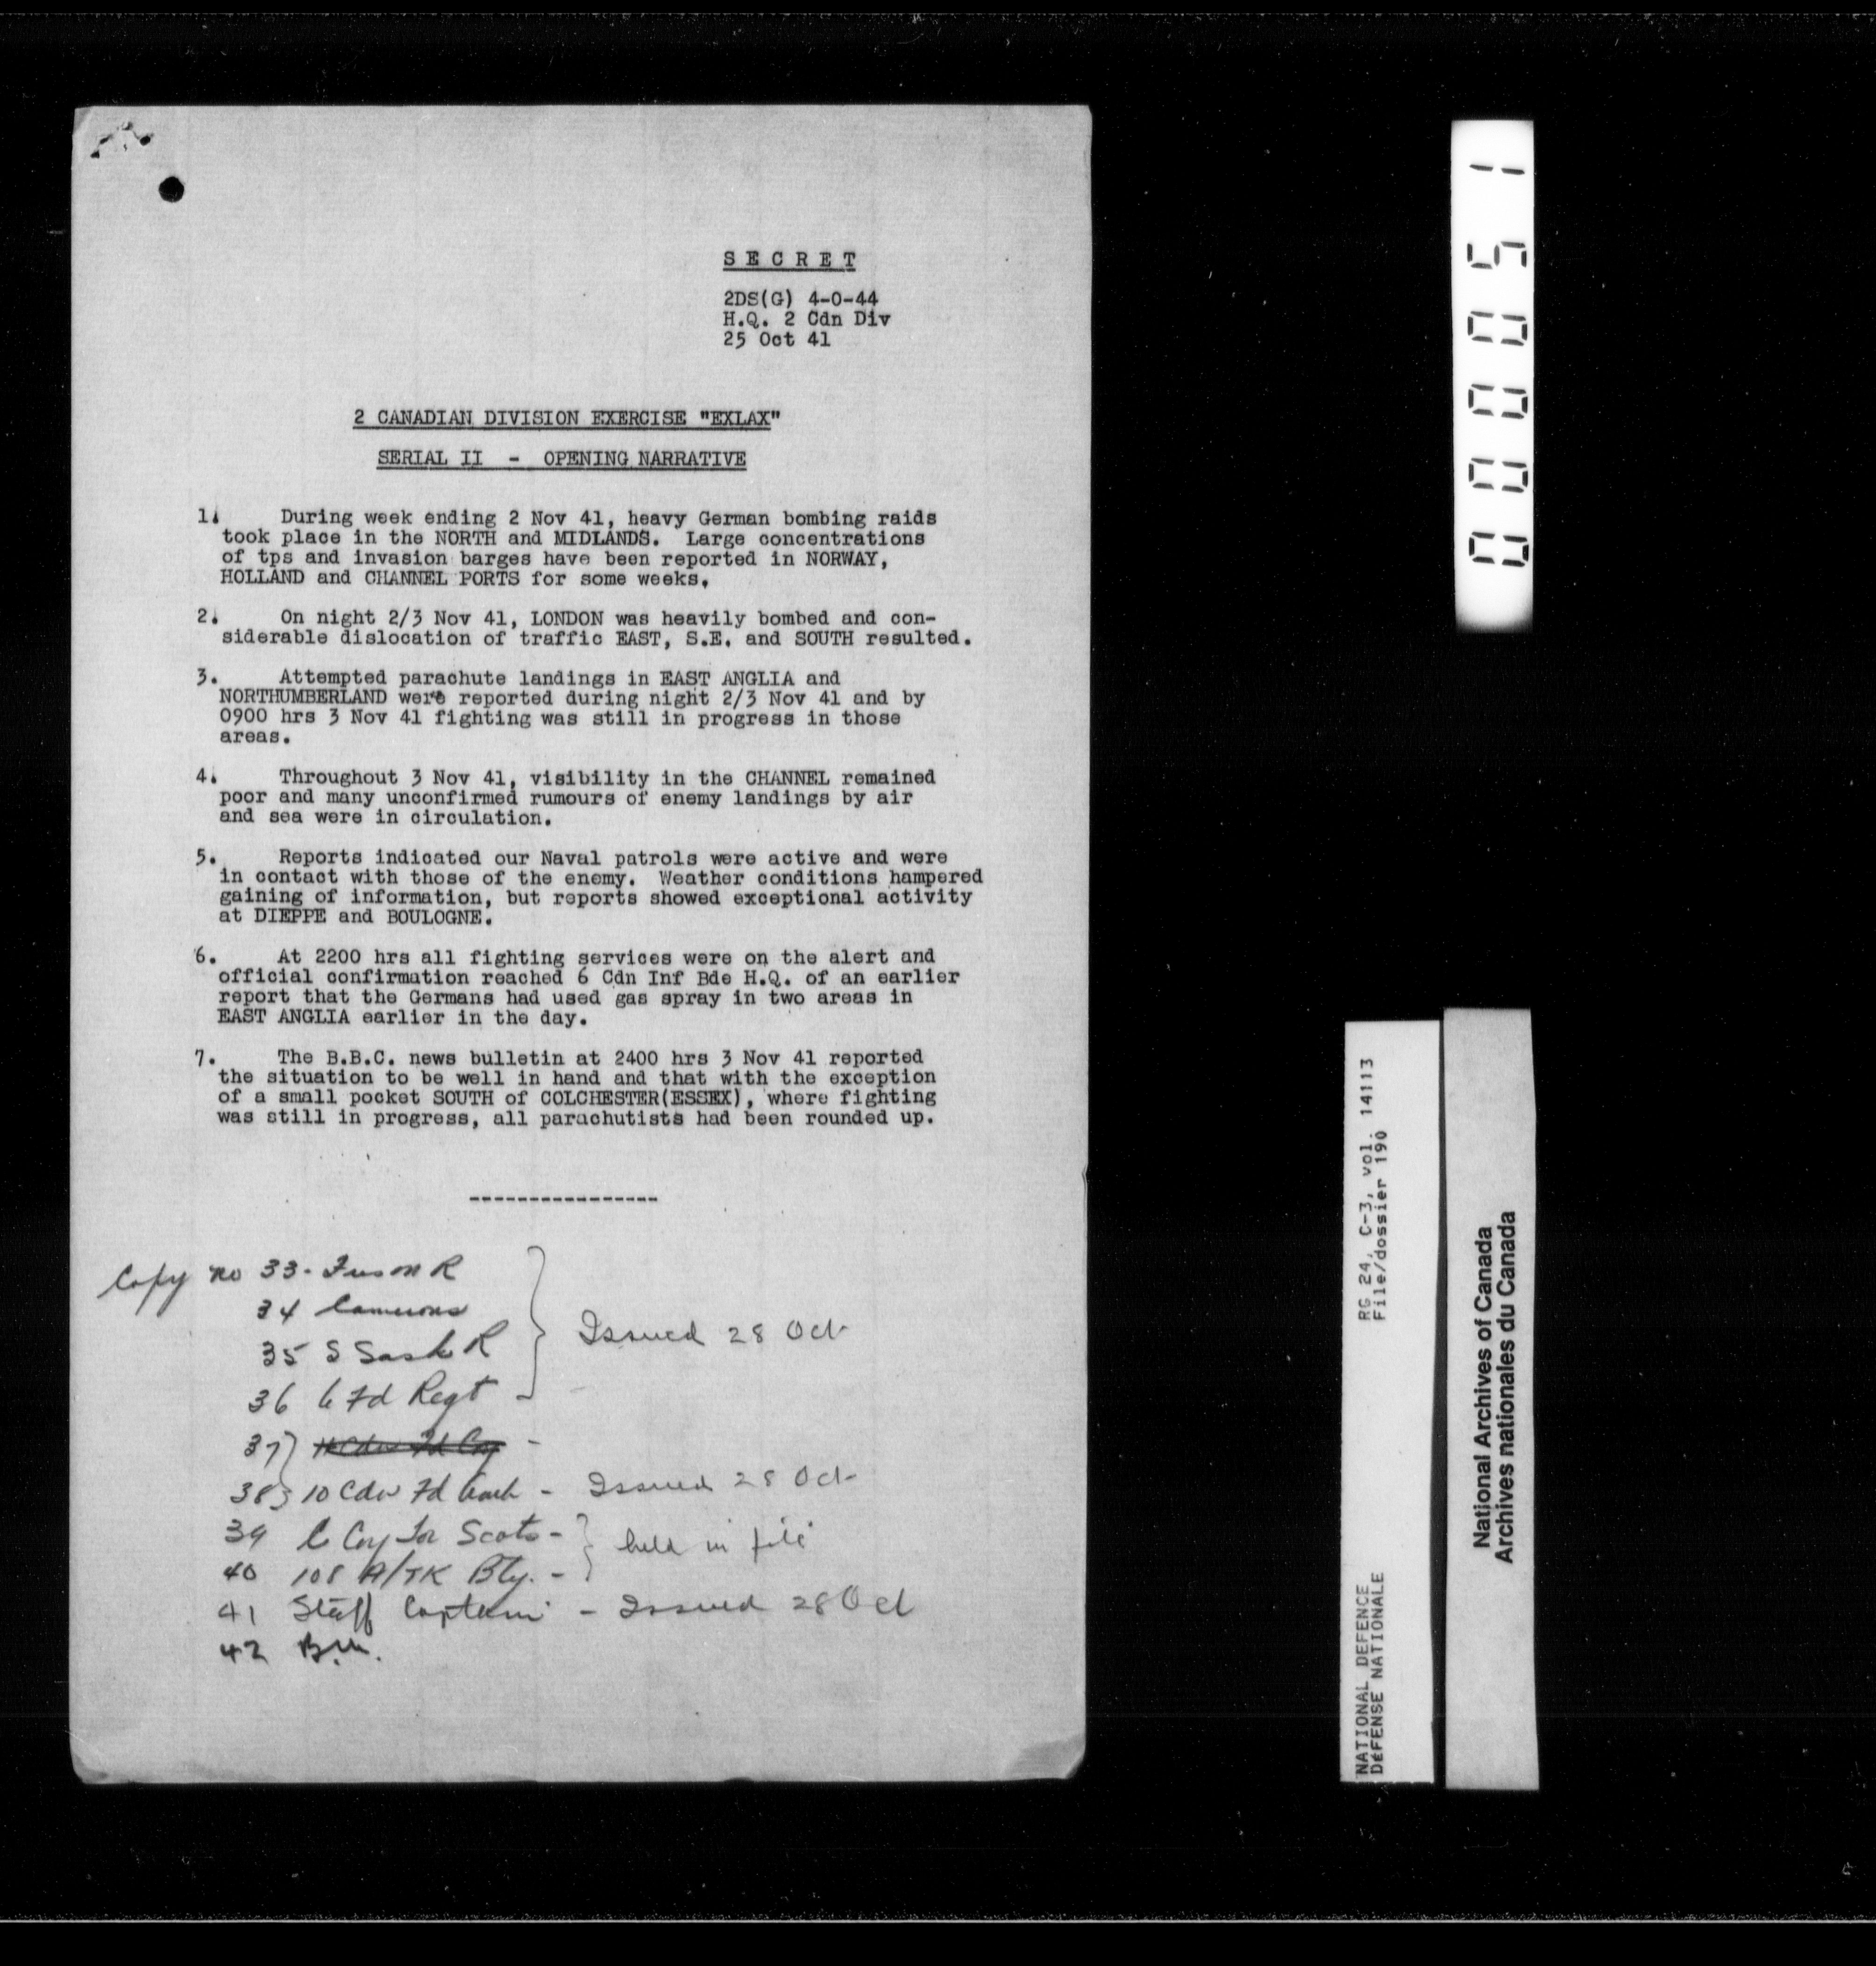 S E C R E T
2DS(G) 4-0-44
H.Q. 2 Cdn Div
25 Oct 41
2 CANADIAN DIVISION EXERCISE "EXLAX"
SERIAL II - OPENING NARRATIVE
1. During week ending 2 Nov 41, heavy German bombing raids
took place in the NORTH and MIDLANDS. Large concentrations
of tps and invasion barges have been reported in NORWAY,
HOLLAND and CHANNEL PORTS for some weeks.
2. On night 2/3 Nov 41, LONDON was heavily bombed and con-
siderable dislocation of traffic EAST, S.E. and SOUTH resulted.
3. Attempted parachute landings in EAST ANGLIA and
NORTHUMBERLAND were reported during night 2/3 Nov 41 and by
0900 hrs 3 Nov 41 fighting was still in progress in those
areas.
4. Throughout 3 Nov 41, visibility in the CHANNEL remained
poor and many unconfirmed rumours of enemy landings by air
and sea were in circulation.
5. Reports indicated our Naval patrols were active and were
in contact with those of the enemy. Weather conditions hampered
gaining of information, but reports showed exceptional activity
at DIEPPE and BOULOGNE.
6. At 2200 hrs all fighting services were on the alert and
official confirmation reached 6 Cdn Inf Bde H.Q. of an earlier
report that the Germans had used gas spray in two areas in
EAST ANGLIA earlier in the day.
7. The B.B.C. news bulletin at 2400 hrs 3 Nov 41 reported
the situation to be well in hand and that with the exception
of a small pocket SOUTH of COLCHESTER(ESSEX), where fighting
was still in progress, all parachutists had been rounded up.
----------------
Copy no 33- Fus M R
34 Camerons
35 S Sask R
Issued 28 Oct
36 6 Fd Regt -
37 -
38 10 Cdn Fd Amb - Issued 28 Oct
39 C Coy Tor Scots -
held in file
40 108 A/TK Bty. -
41 Staff Captain - Issued 28 Oct
42 B.M.
000051
RG 24, C-3, vol. 14113
File/dossier 190
NATIONAL DEFENCE
DÉFENSE NATIONALE
National Archives of Canada
Archives nationales du Canada